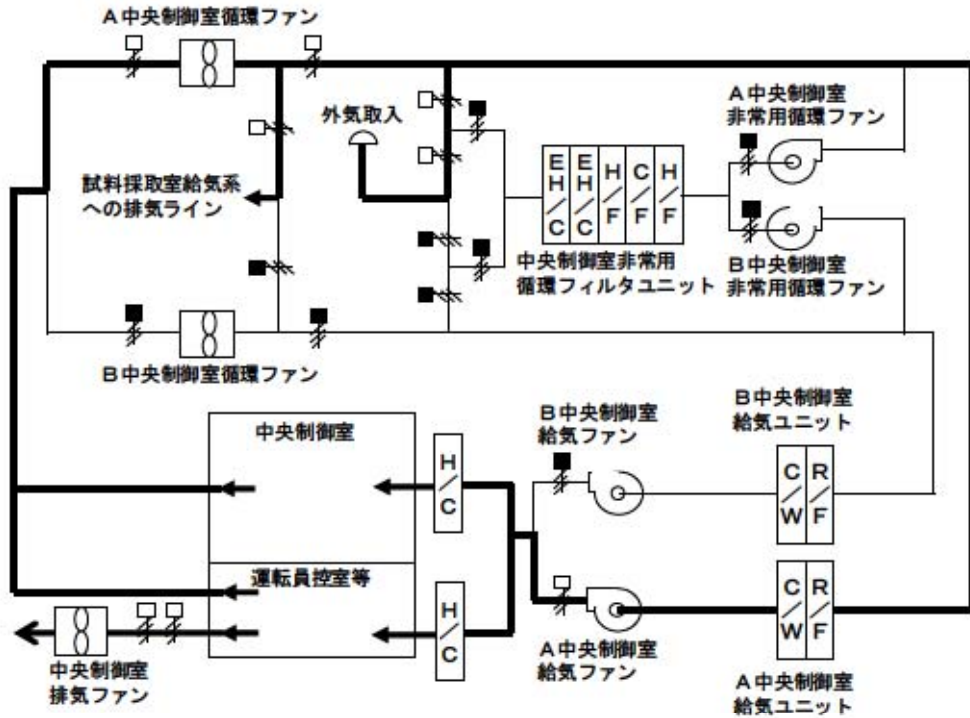 A中央制御室循環ファン
外気取入
A中央制御室
非常用循環ファン
試料採取室給気系
への排気ライン
EH/C
EH/C
H/F
C/F
H/F
中央制御室非常用
循環フィルタユニット
B中央制御室
非常用循環ファン
B中央制御室循環ファン
中央制御室
H/C
B中央制御室
給気ファン
B中央制御室
給気ユニット
C/W
R/F
運転員控室等
H/C
A中央制御室
給気ファン
C/W
R/F
A中央制御室
給気ユニット
中央制御室
排気ファン